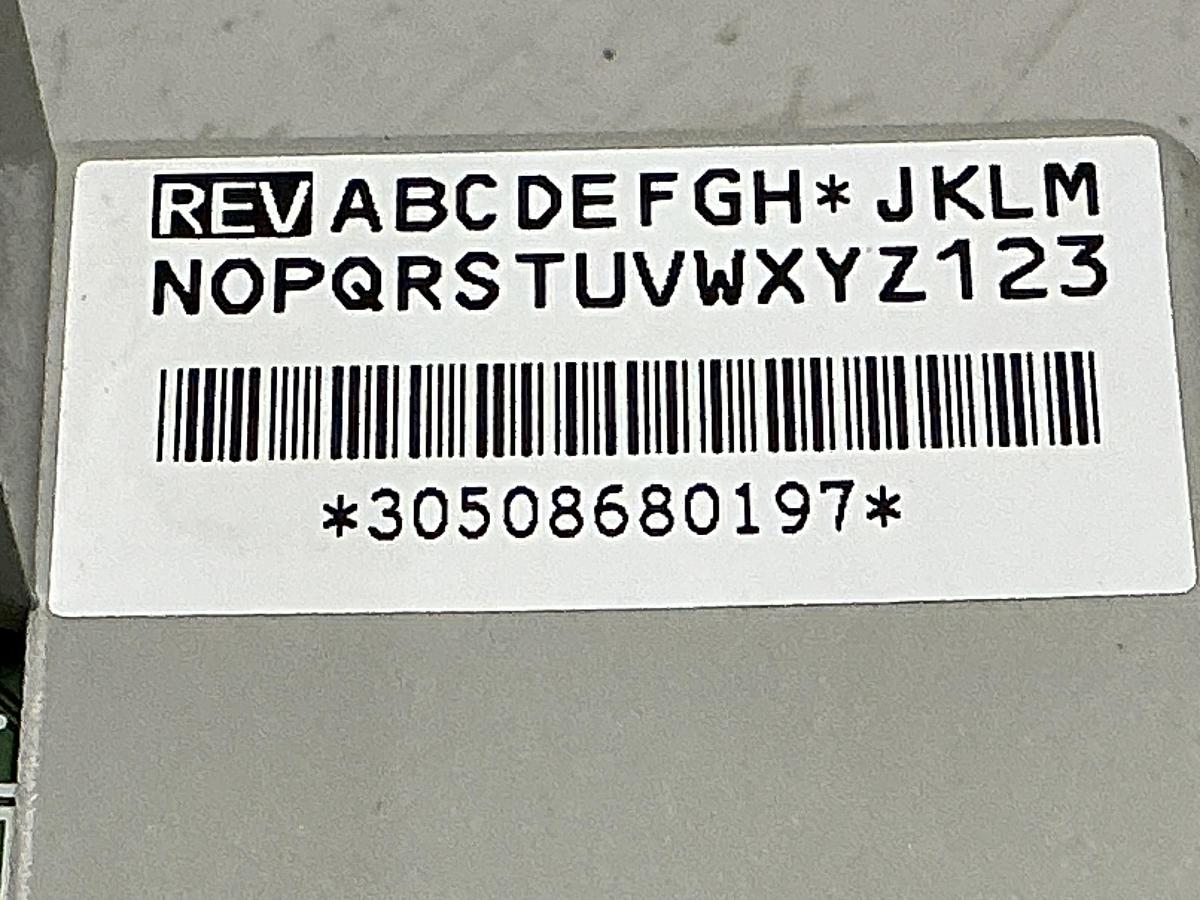 REV ABCDEFGH*JKLM
NOPQRSTUVWXYZ123
*30508680197*